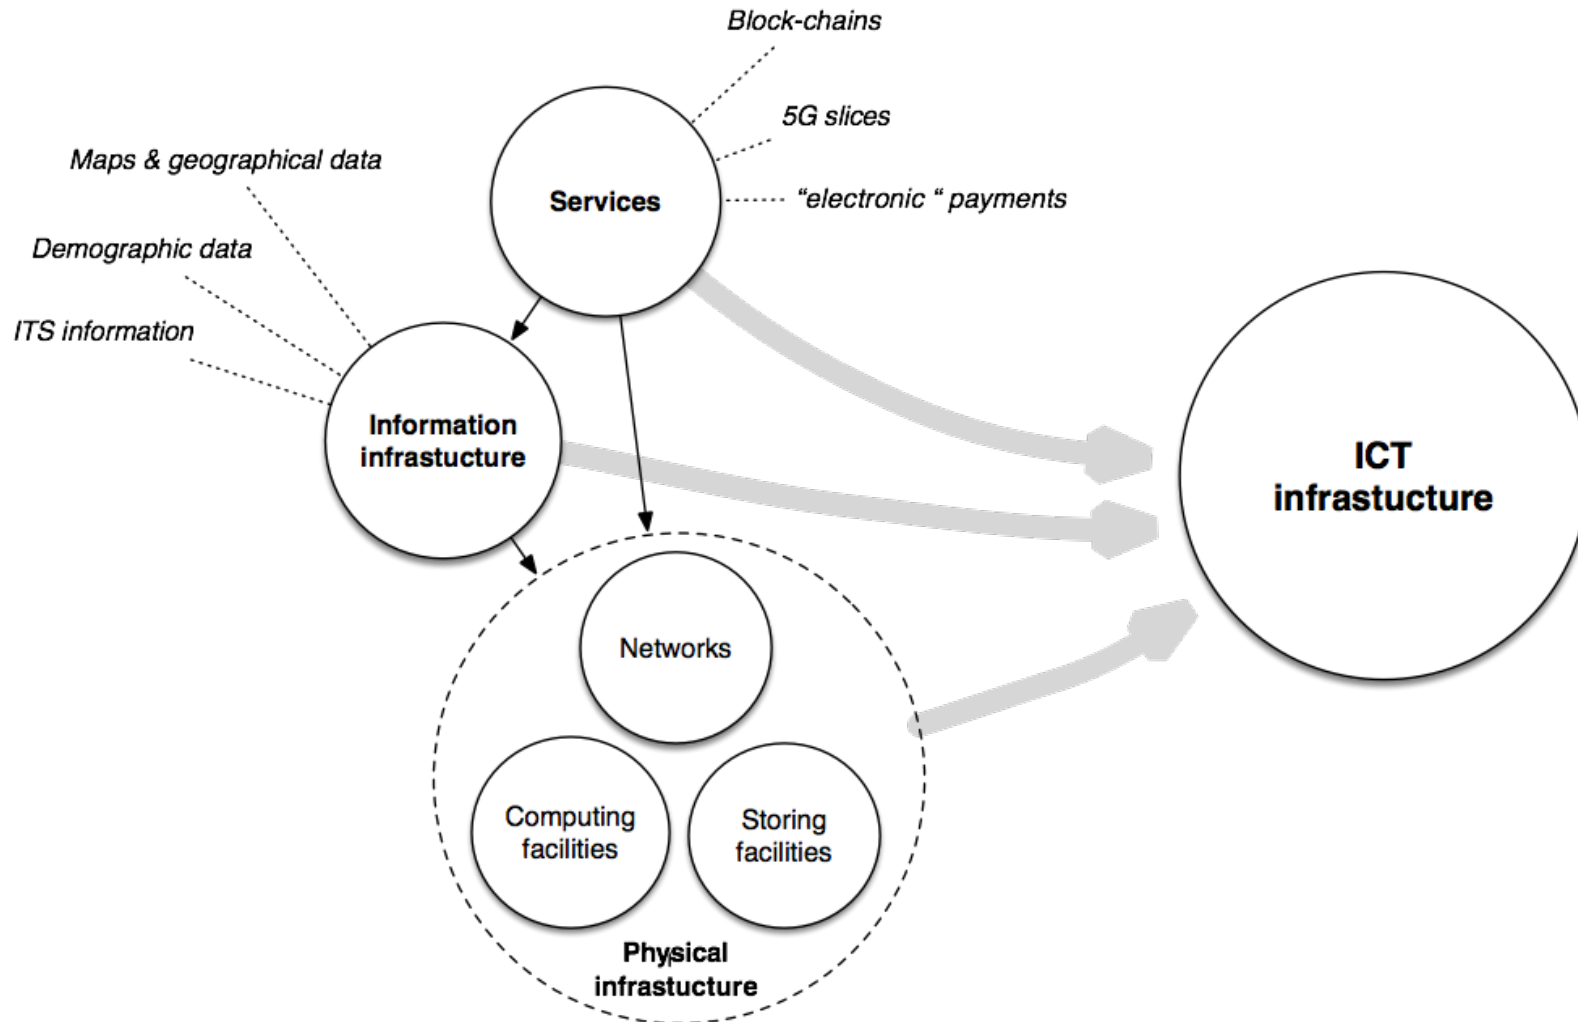 Block-chains
5G slices
Maps & geographical data
Services
“electronic “ payments
Demographic data
ITS information
Information
infrastucture
ICT
infrastucture
Networks
Computing
facilities
Storing
facilities
Physical
infrastucture